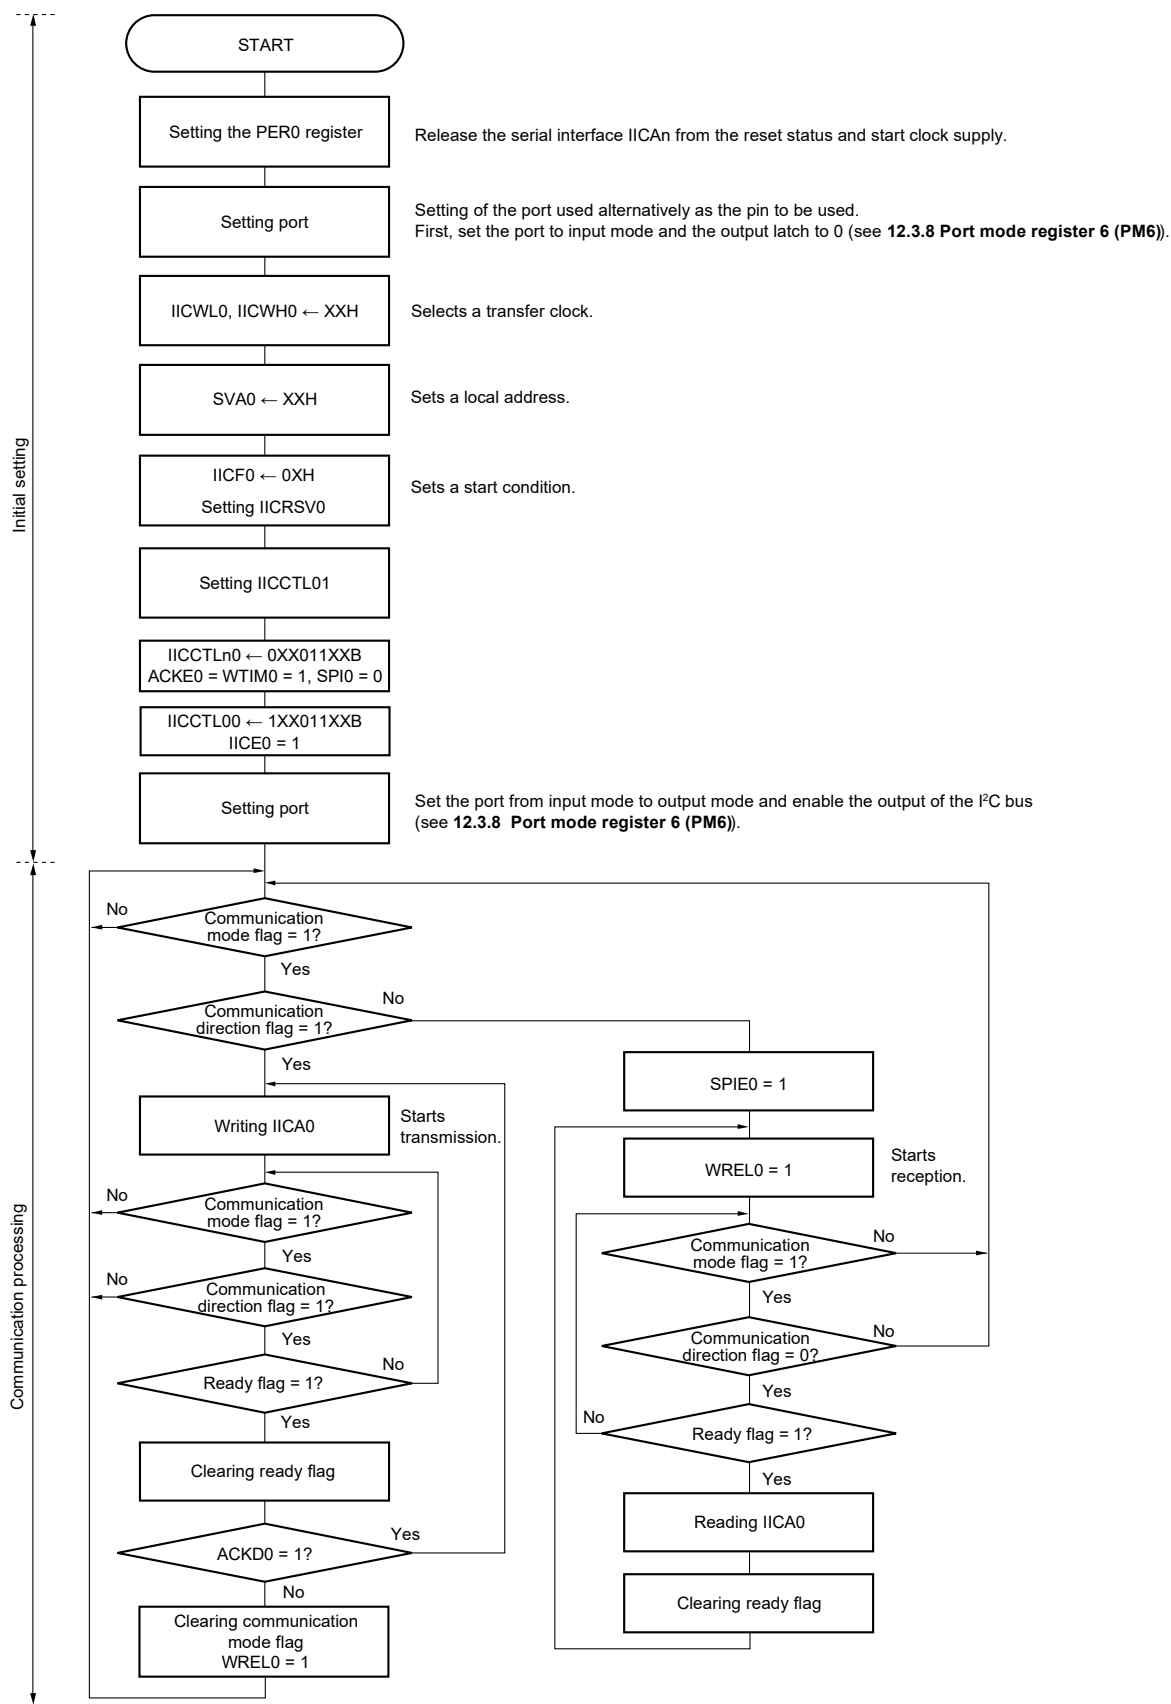 START
Setting the PER0 register
Release the serial interface IICAn from the reset status and start clock supply.
Setting port
Setting of the port used alternatively as the pin to be used.
First, set the port to input mode and the output latch to 0 (see 12.3.8 Port mode register 6 (PM6)).
IICWL0, IICWH0 ← XXH
Selects a transfer clock.
SVA0 ← XXH
Sets a local address.
IICF0 ← 0XH
Setting IICRSV0
Sets a start condition.
Setting IICCTL01
IICCTLn0 ← 0XX011XXB
ACKE0 = WTIM0 = 1, SPI0 = 0
IICCTL00 ← 1XX011XXB
IICE0 = 1
Setting port
Set the port from input mode to output mode and enable the output of the I²C bus
(see 12.3.8 Port mode register 6 (PM6)).
Initial setting
Communication processing
Communication
mode flag = 1?
No
Yes
Communication
direction flag = 1?
No
Yes
Writing IICA0
Starts
transmission.
Communication
mode flag = 1?
No
Yes
Communication
direction flag = 1?
No
Yes
Ready flag = 1?
No
Yes
Clearing ready flag
ACKD0 = 1?
Yes
No
Clearing communication
mode flag
WREL0 = 1
SPIE0 = 1
WREL0 = 1
Starts
reception.
Communication
mode flag = 1?
No
Yes
Communication
direction flag = 0?
No
Yes
Ready flag = 1?
No
Yes
Reading IICA0
Clearing ready flag